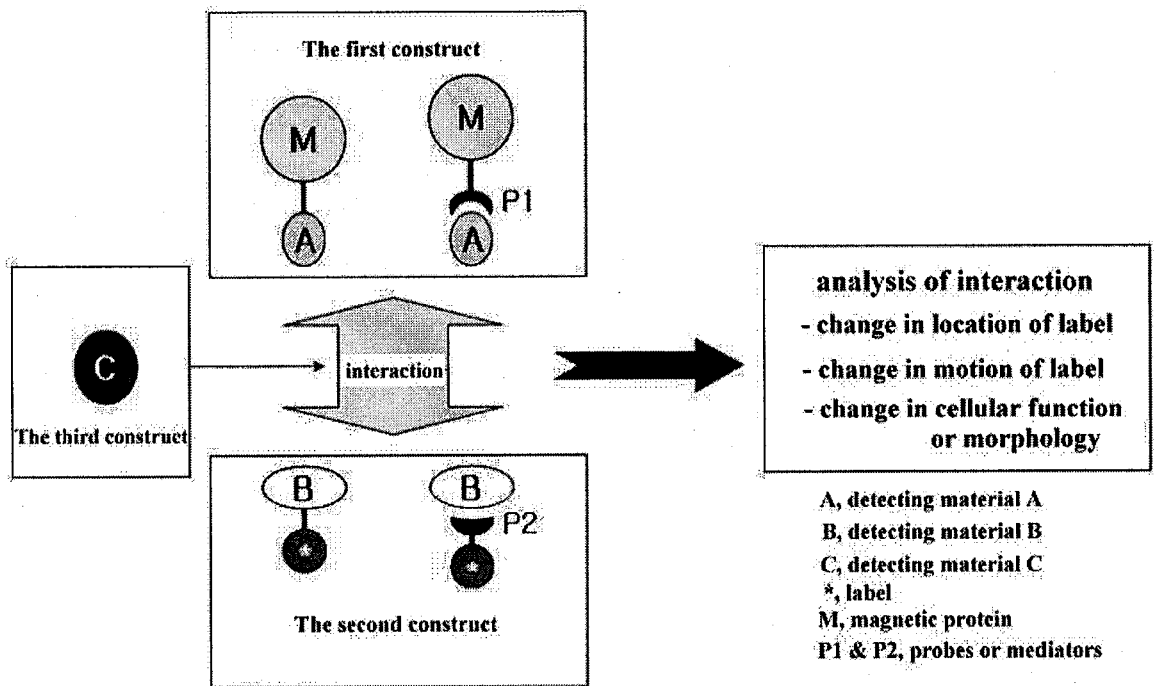 The first construct
M
M
P1
A
A
C
The third construct
interaction
B
B
P2
*
*
The second construct
analysis of interaction
- change in location of label
- change in motion of label
- change in cellular function
or morphology
A, detecting material A
B, detecting material B
C, detecting material C
*, label
M, magnetic protein
P1 & P2, probes or mediators